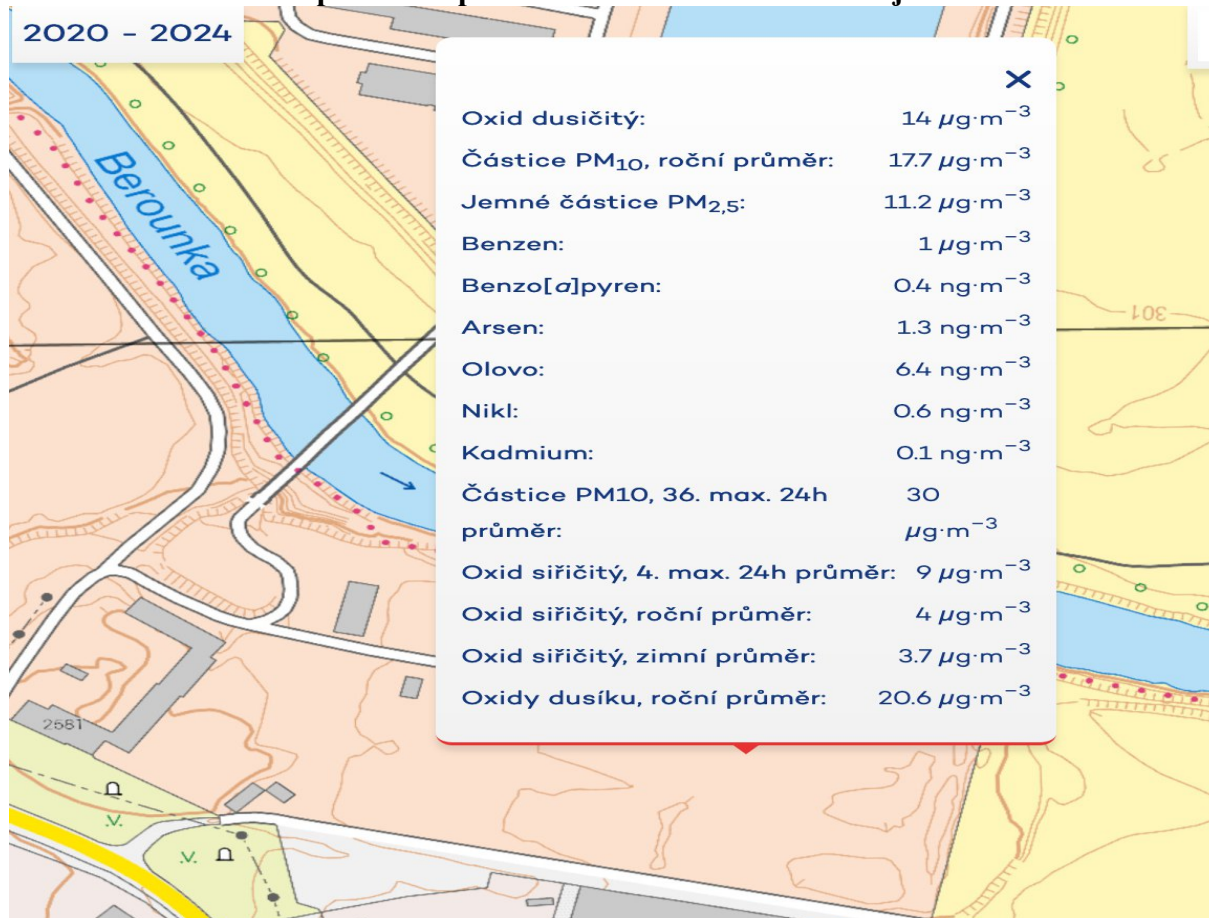 2020 – 2024
×
Oxid dusičitý: 14 µg·m⁻³
Částice PM₁₀, roční průměr: 17.7 µg·m⁻³
Jemné částice PM₂,₅: 11.2 µg·m⁻³
Benzen: 1 µg·m⁻³
Benzo[a]pyren: 0.4 ng·m⁻³
Arsen: 1.3 ng·m⁻³
Olovo: 6.4 ng·m⁻³
Nikl: 0.6 ng·m⁻³
Kadmium: 0.1 ng·m⁻³
Částice PM10, 36. max. 24h 30
průměr: µg·m⁻³
Oxid siřičitý, 4. max. 24h průměr: 9 µg·m⁻³
Oxid siřičitý, roční průměr: 4 µg·m⁻³
Oxid siřičitý, zimní průměr: 3.7 µg·m⁻³
Oxidy dusíku, roční průměr: 20.6 µg·m⁻³
Berounka
301
2581